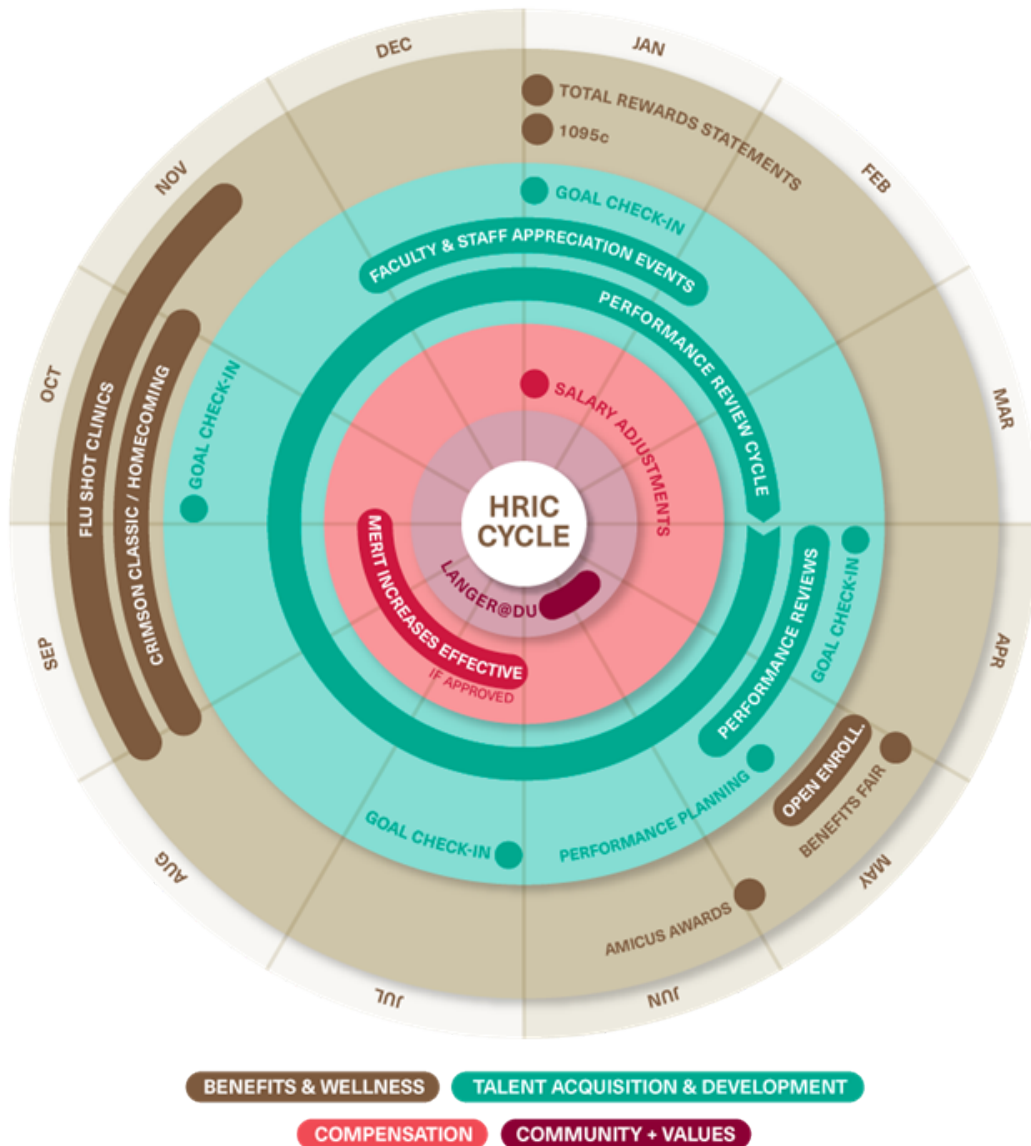 DEC
JAN
FEB
MAR
APR
MAY
JUN
JUL
AUG
SEP
OCT
NOV
TOTAL REWARDS STATEMENTS
1095c
GOAL CHECK-IN
FACULTY & STAFF APPRECIATION EVENTS
PERFORMANCE REVIEW CYCLE
SALARY ADJUSTMENTS
HRIC
CYCLE
LANGER@DU
MERIT INCREASES EFFECTIVE
IF APPROVED
FLU SHOT CLINICS
CRIMSON CLASSIC / HOMECOMING
GOAL CHECK-IN
PERFORMANCE REVIEWS
GOAL CHECK-IN
OPEN ENROLL.
BENEFITS FAIR
PERFORMANCE PLANNING
GOAL CHECK-IN
AMICUS AWARDS
BENEFITS & WELLNESS
TALENT ACQUISITION & DEVELOPMENT
COMPENSATION
COMMUNITY + VALUES